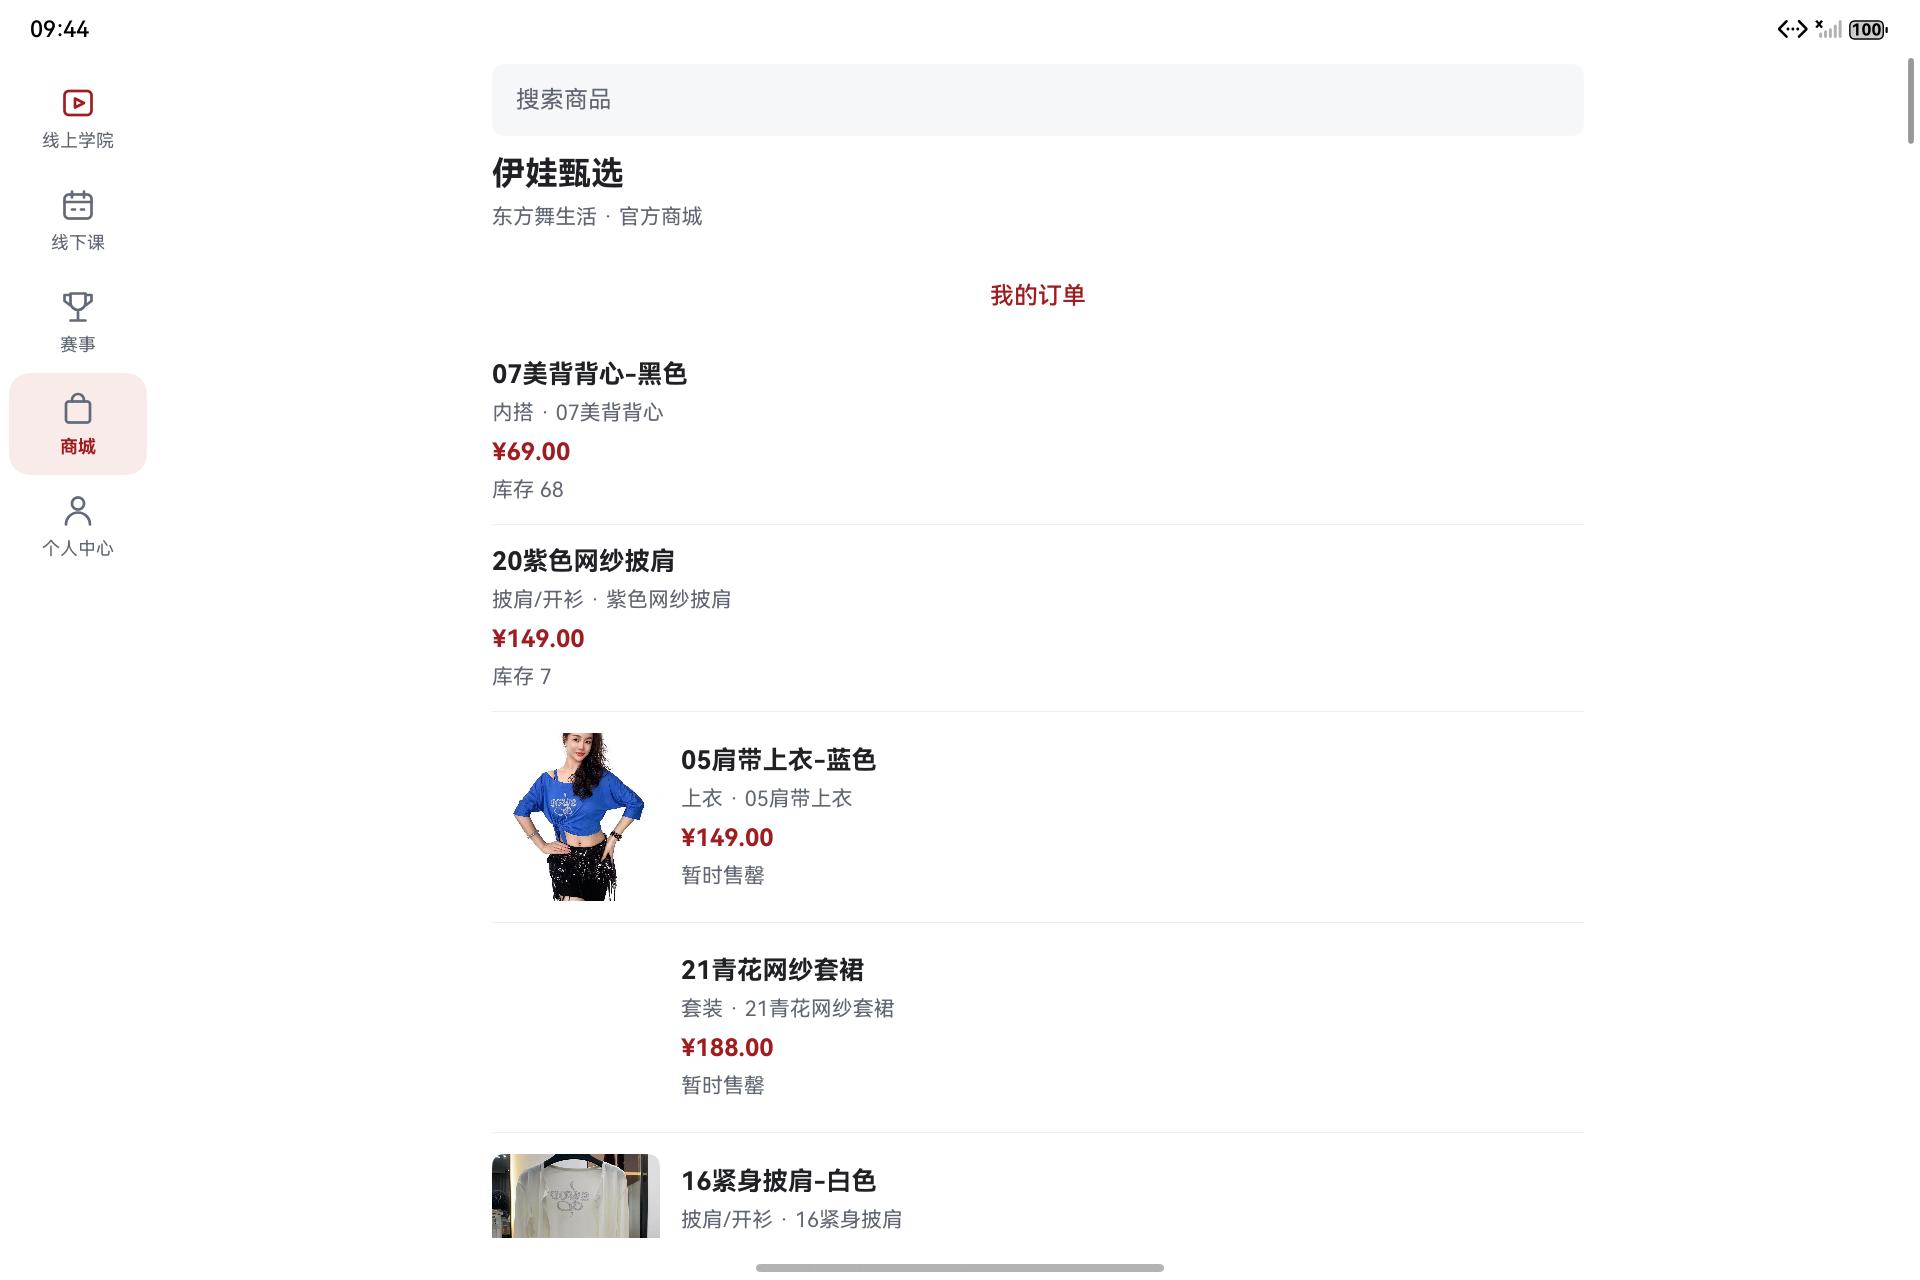 09:44
100
线上学院
线下课
赛事
商城
个人中心
搜索商品
伊娃甄选
东方舞生活 · 官方商城
我的订单
07美背背心-黑色
内搭 · 07美背背心
¥69.00
库存 68
20紫色网纱披肩
披肩/开衫 · 紫色网纱披肩
¥149.00
库存 7
05肩带上衣-蓝色
上衣 · 05肩带上衣
¥149.00
暂时售罄
21青花网纱套裙
套装 · 21青花网纱套裙
¥188.00
暂时售罄
16紧身披肩-白色
披肩/开衫 · 16紧身披肩